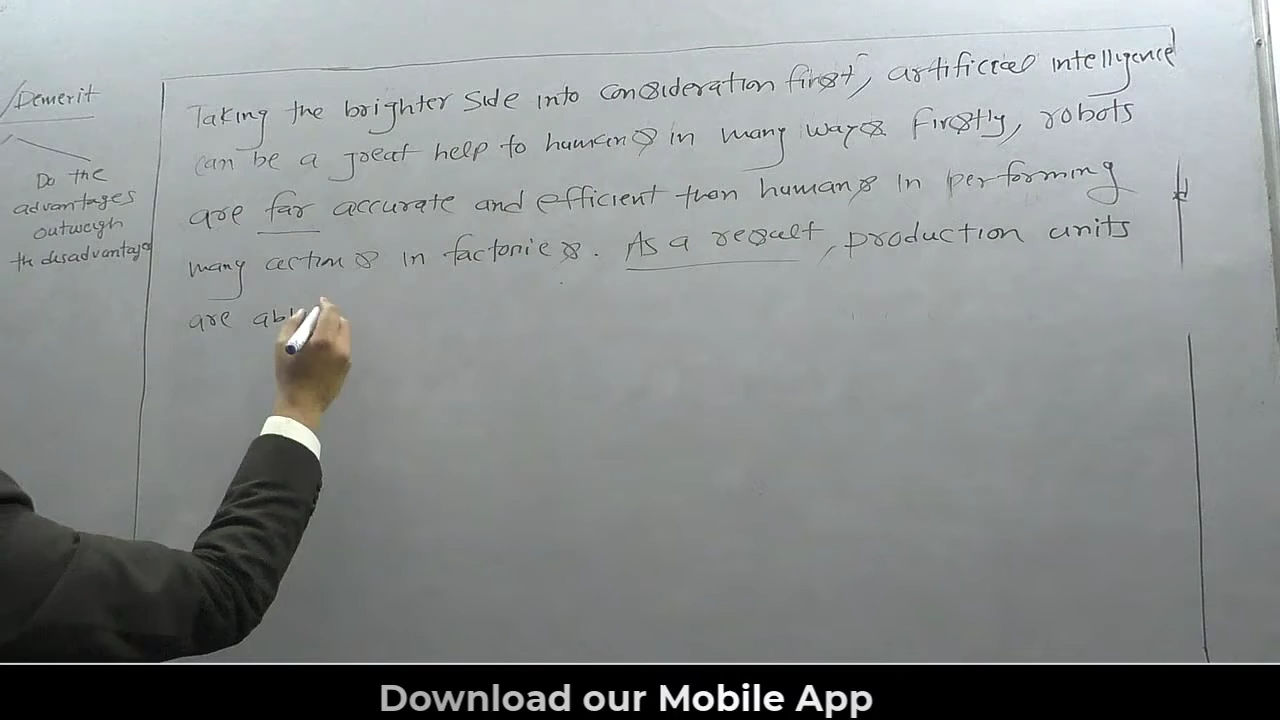 /Demerit
Do the
advantages
outweigh
the disadvantages
Taking the brighter side into consideration first, artificial intelligence
can be a great help to humans in many ways. Firstly, robots
are far accurate and efficient than humans in performing
many actions in factories. As a result, production units
are abl
Download our Mobile App